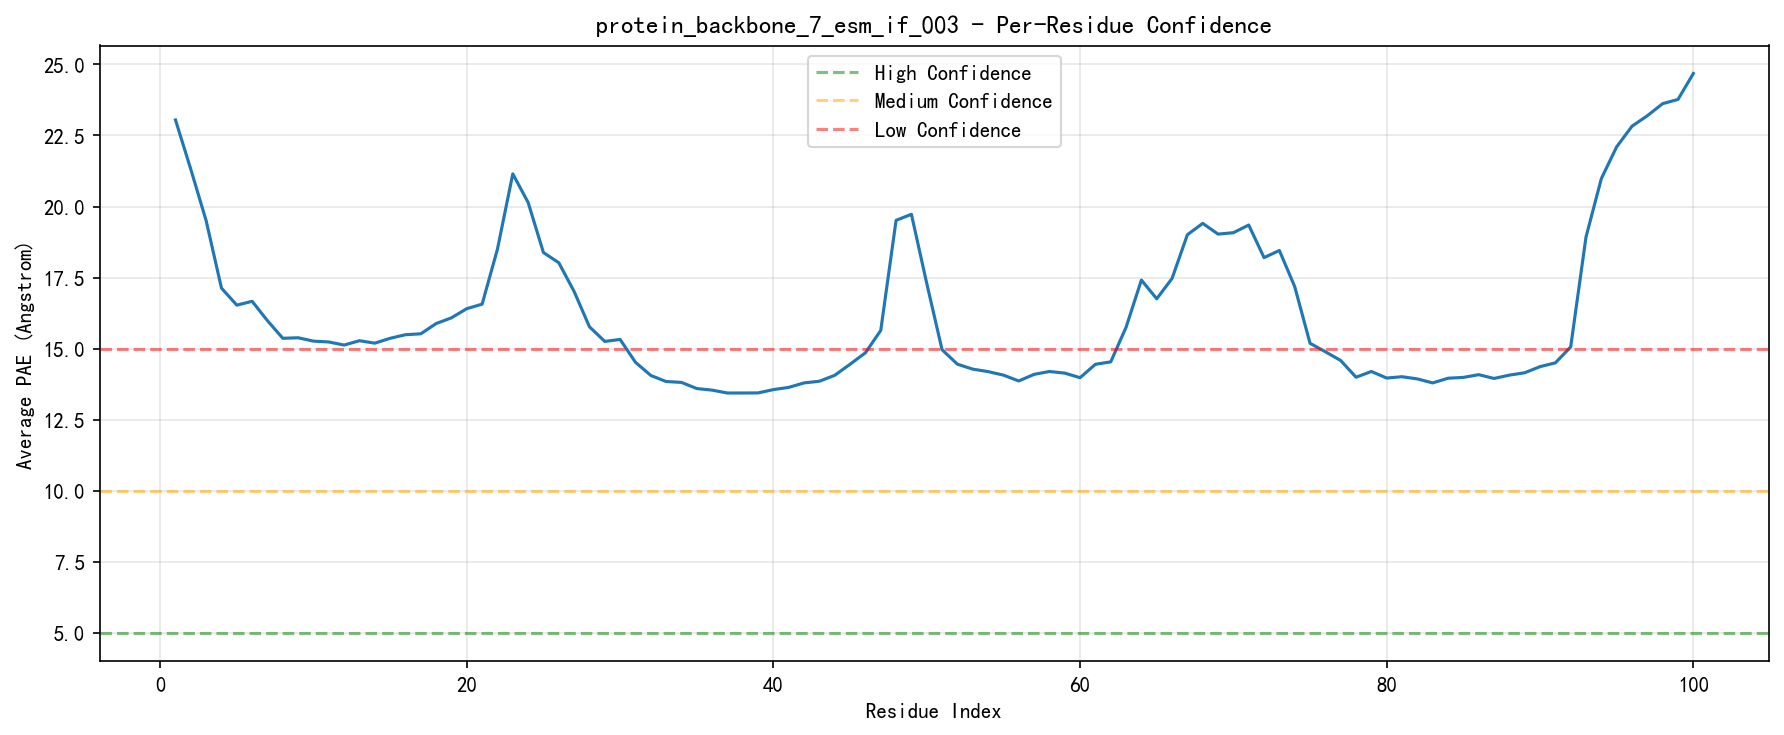 protein_backbone_7_esm_if_003 - Per-Residue Confidence
High Confidence
Medium Confidence
Low Confidence
Average PAE (Angstrom)
25.0
22.5
20.0
17.5
15.0
12.5
10.0
7.5
5.0
0 20 40 60 80 100
Residue Index